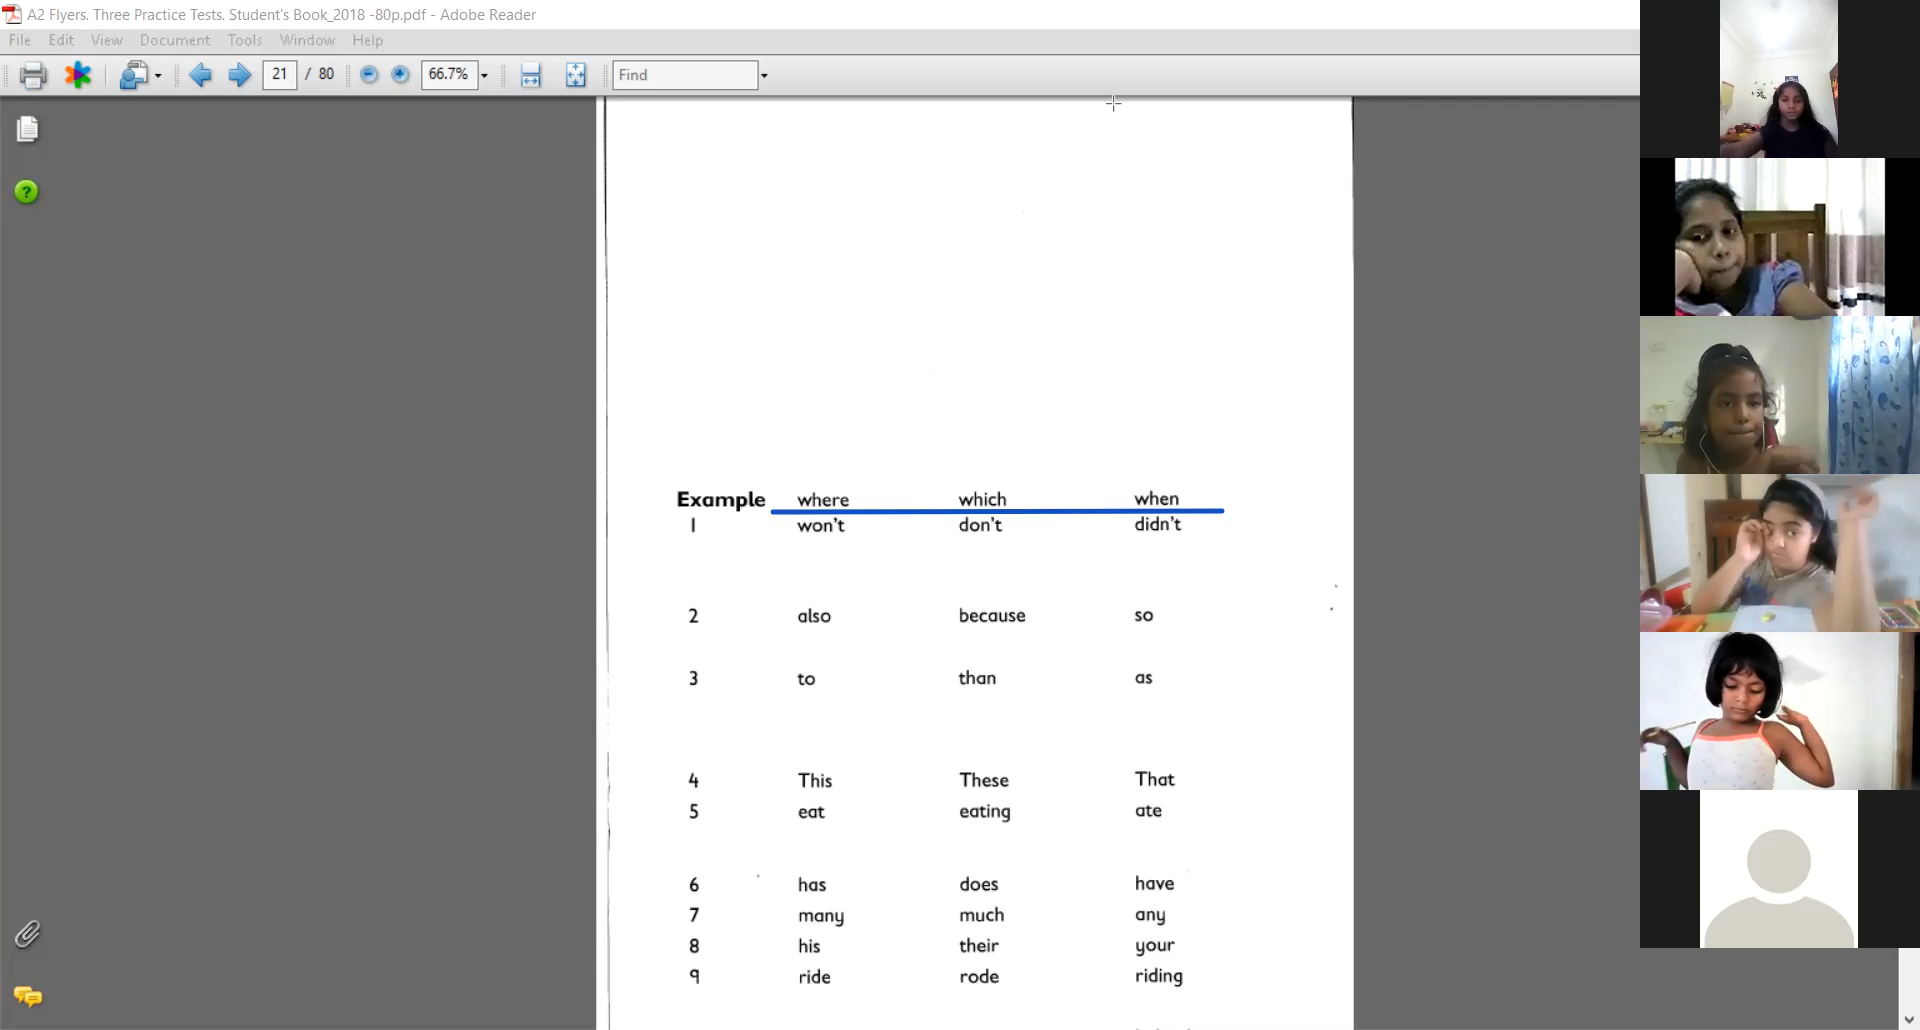 A2 Flyers. Three Practice Tests. Student's Book_2018 -80p.pdf - Adobe Reader
File Edit View Document Tools Window Help
21 / 80 66.7% Find
Example where which when
1 won't don't didn't
2 also because so
3 to than as
4 This These That
5 eat eating ate
6 has does have
7 many much any
8 his their your
9 ride rode riding